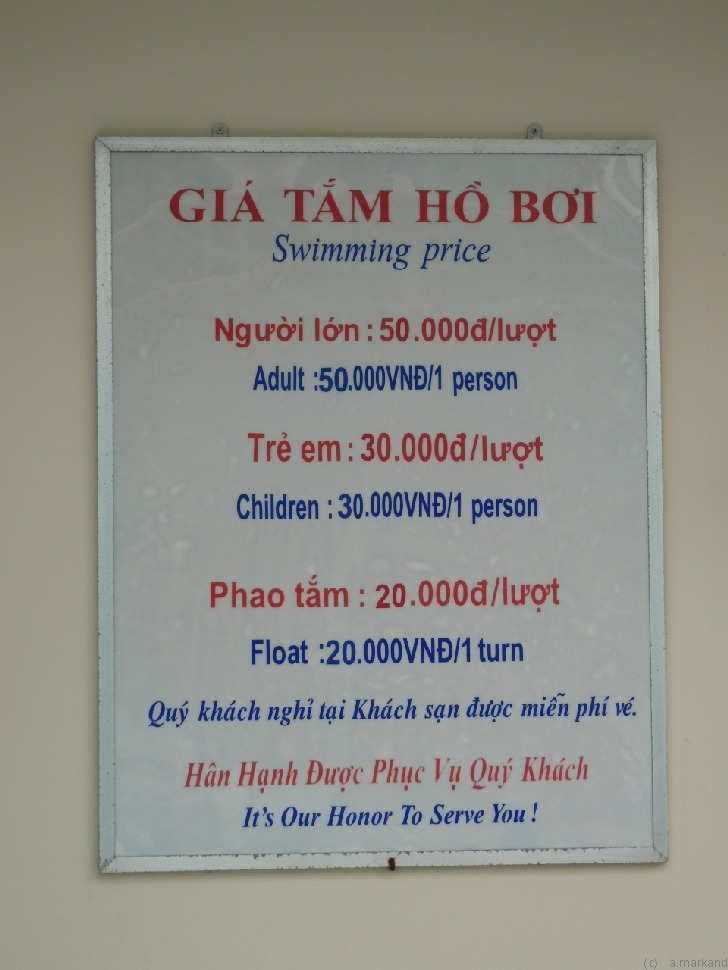 GIÁ TẮM HỒ BƠI
Swimming price
Người lớn : 50.000đ/lượt
Adult :50.000VNĐ/1 person
Trẻ em : 30.000đ/lượt
Children : 30.000VNĐ/1 person
Phao tắm : 20.000đ/lượt
Float :20.000VNĐ/1 turn
Quý khách nghỉ tại Khách sạn được miễn phí vé.
Hân Hạnh Được Phục Vụ Quý Khách
It's Our Honor To Serve You !
(c) a.markand